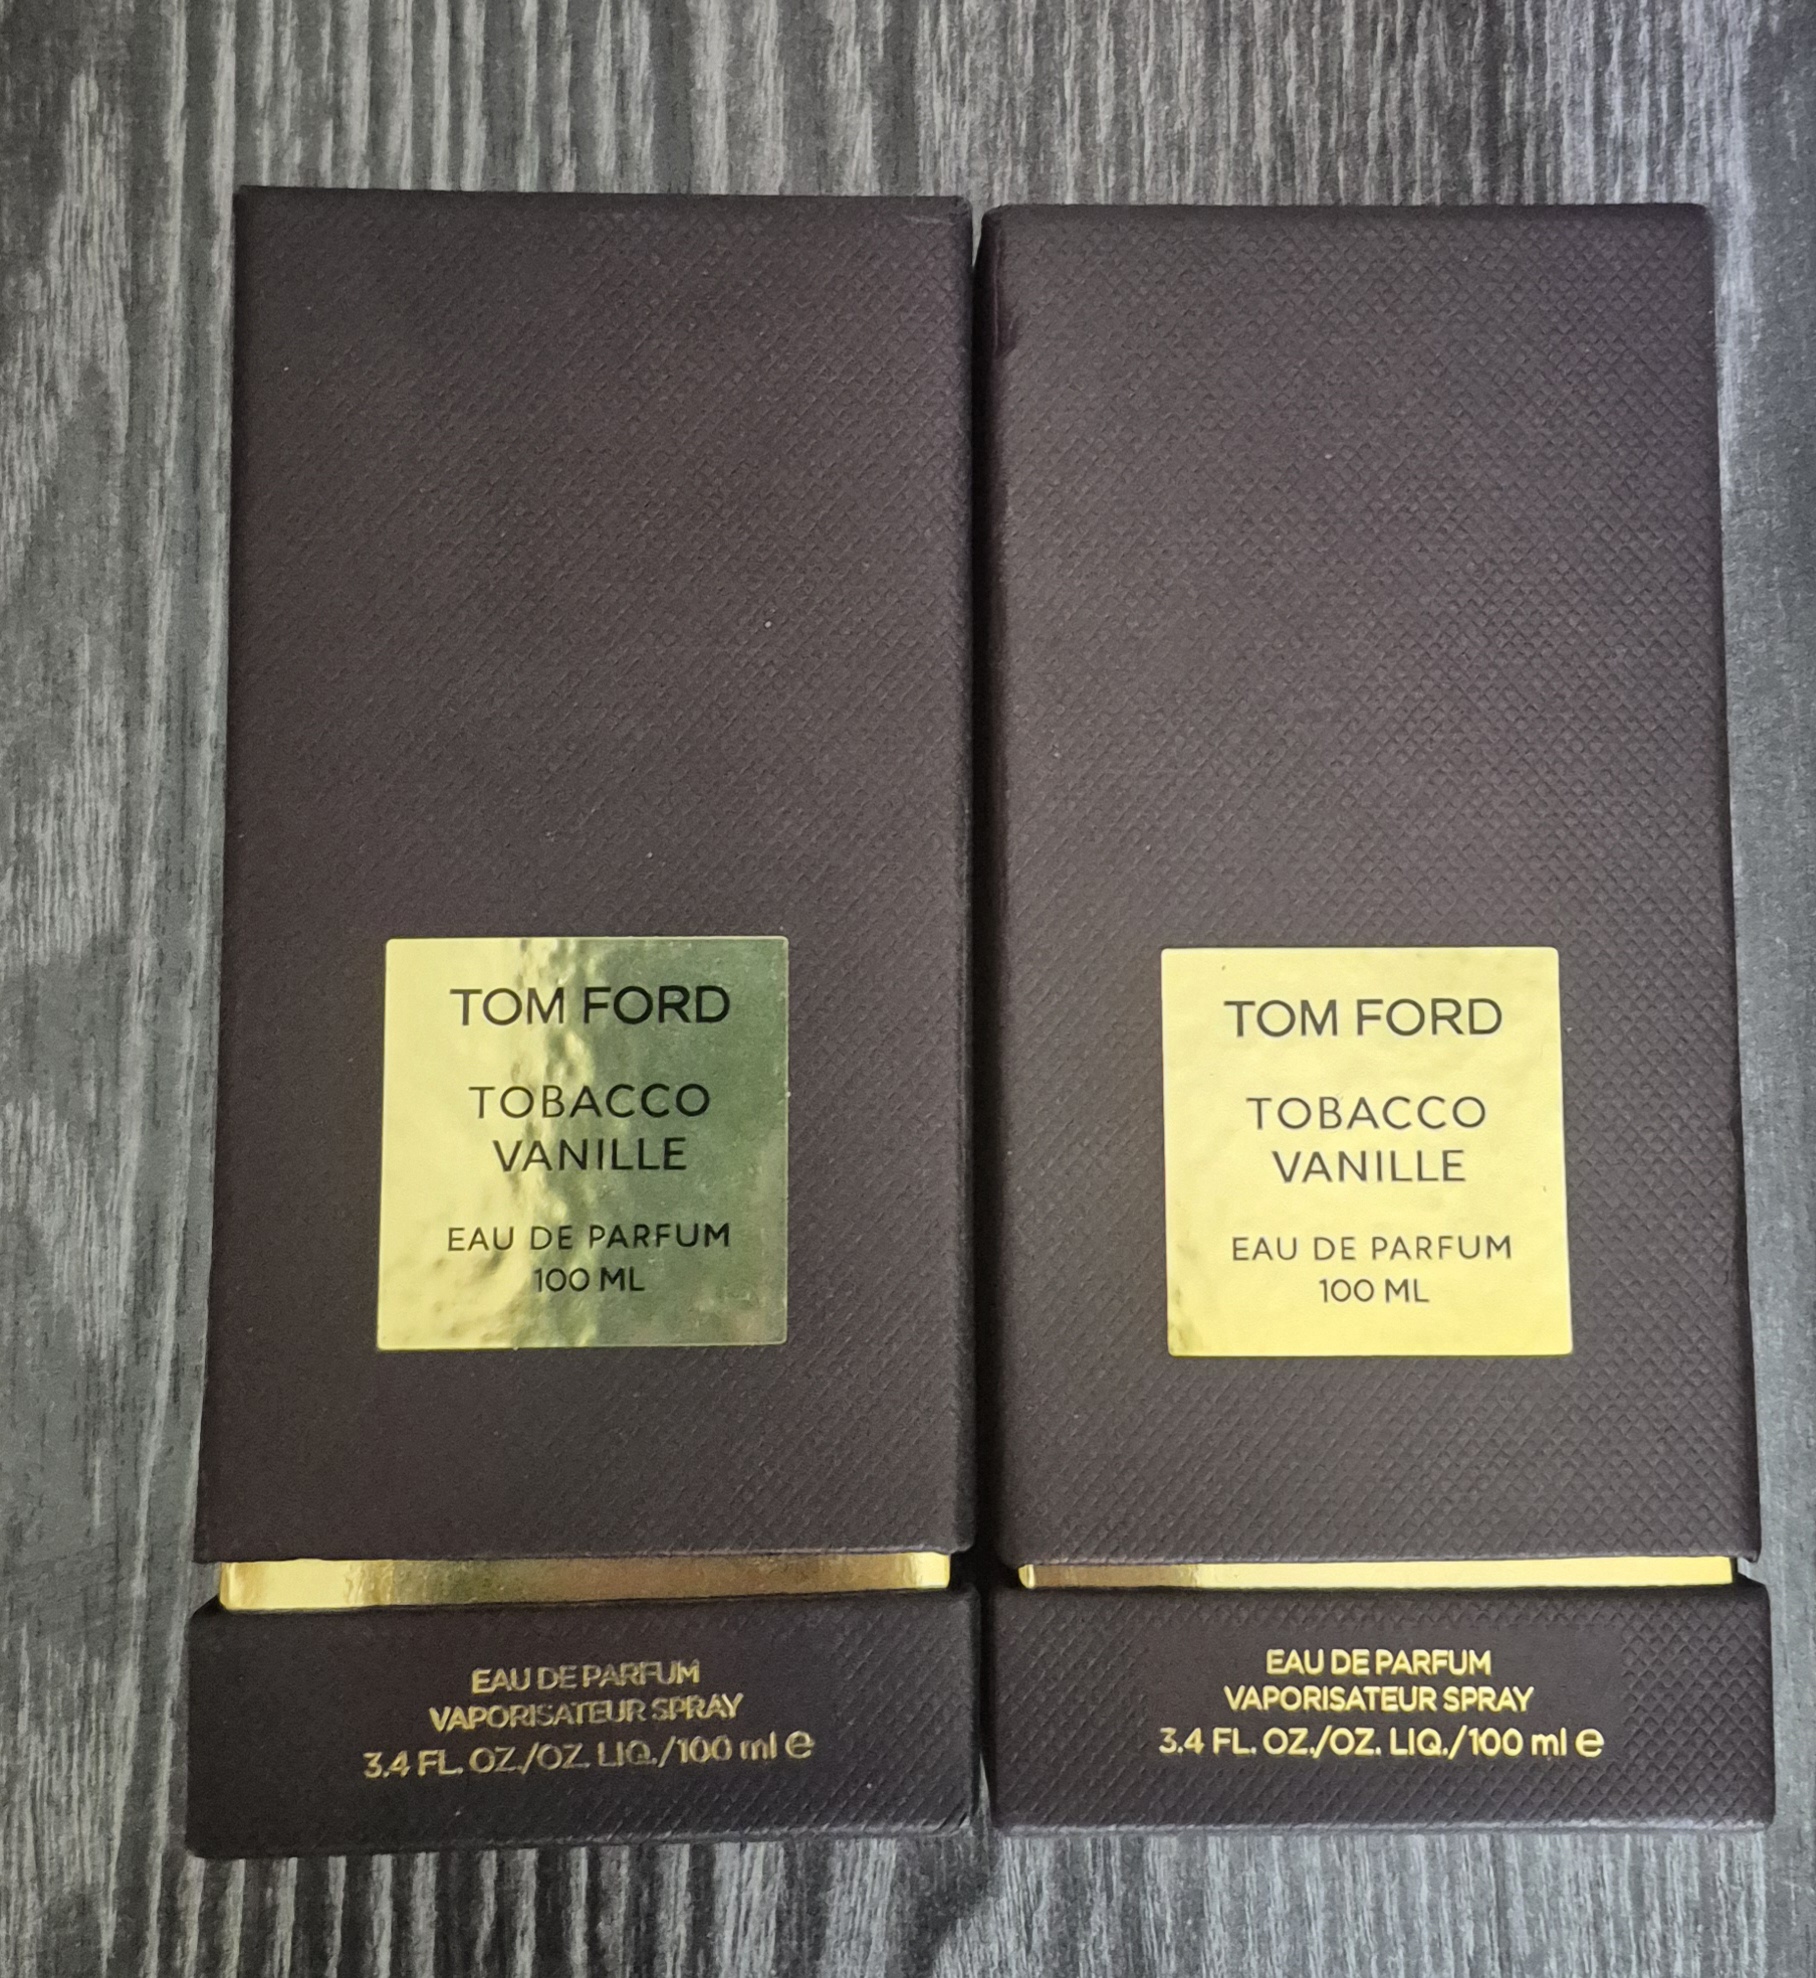 TOM FORD
TOBACCO
VANILLE
EAU DE PARFUM
100 ML
EAU DE PARFUM
VAPORISATEUR SPRAY
3.4 FL. OZ./OZ. LIQ./100 ml e
TOM FORD
TOBACCO
VANILLE
EAU DE PARFUM
100 ML
EAU DE PARFUM
VAPORISATEUR SPRAY
3.4 FL. OZ./OZ. LIQ./100 ml e